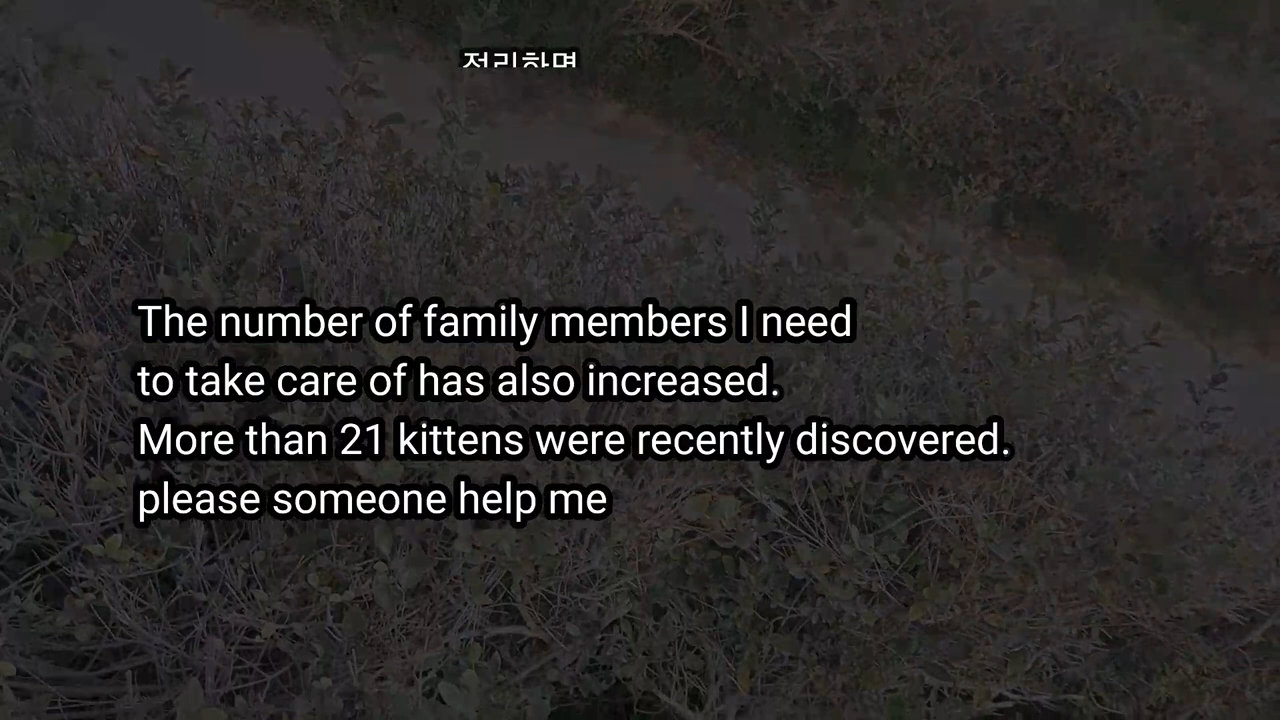 The number of family members I need
to take care of has also increased.
More than 21 kittens were recently discovered.
please someone help me